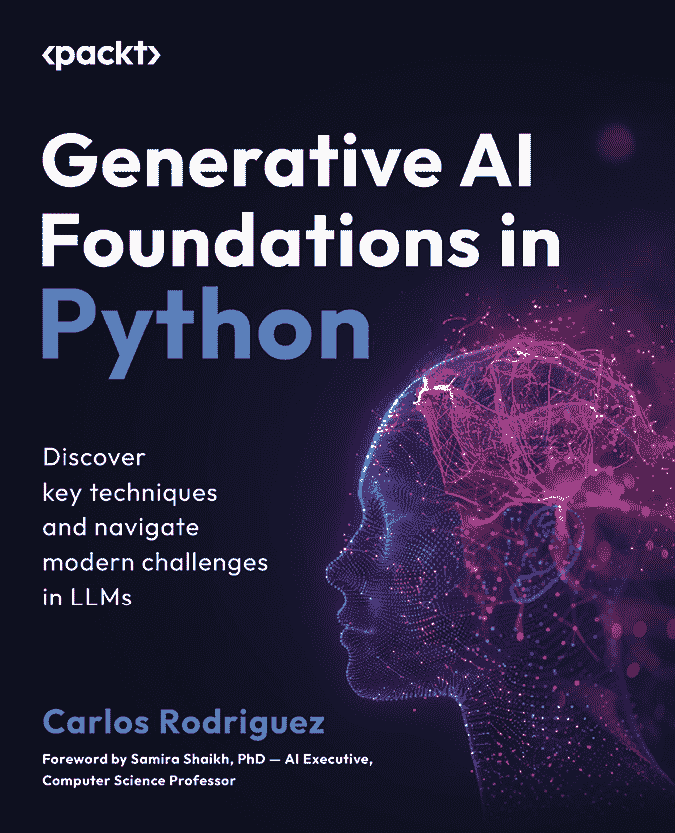 <packt>
Generative AI
Foundations in
Python
Discover
key techniques
and navigate
modern challenges
in LLMs
Carlos Rodriguez
Foreword by Samira Shaikh, PhD — AI Executive,
Computer Science Professor